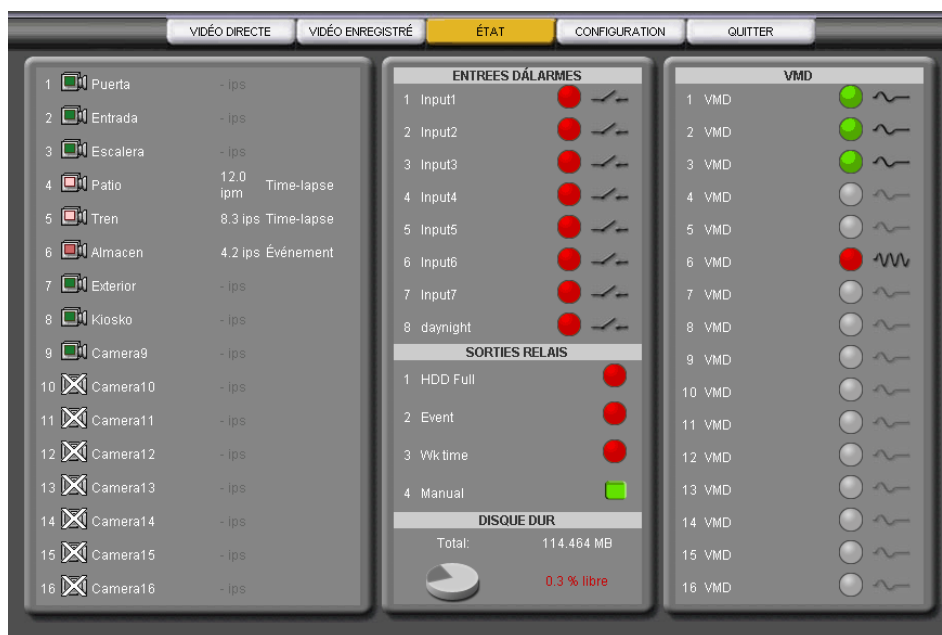 VIDÉO DIRECTE VIDÉO ENREGISTRÉ ÉTAT CONFIGURATION QUITTER
1 Puerta - ips
2 Entrada - ips
3 Escalera - ips
4 Patio 12.0 ipm Time-lapse
5 Tren 8.3 ips Time-lapse
6 Almacen 4.2 ips Événement
7 Exterior - ips
8 Kiosko - ips
9 Camera9 - ips
10 Camera10 - ips
11 Camera11 - ips
12 Camera12 - ips
13 Camera13 - ips
14 Camera14 - ips
15 Camera15 - ips
16 Camera16 - ips
ENTREES DÁLARMES
1 Input1
2 Input2
3 Input3
4 Input4
5 Input5
6 Input6
7 Input7
8 daynight
SORTIES RELAIS
1 HDD Full
2 Event
3 Wk time
4 Manual
DISQUE DUR
Total: 114.464 MB
0.3 % libre
VMD
1 VMD
2 VMD
3 VMD
4 VMD
5 VMD
6 VMD
7 VMD
8 VMD
9 VMD
10 VMD
11 VMD
12 VMD
13 VMD
14 VMD
15 VMD
16 VMD